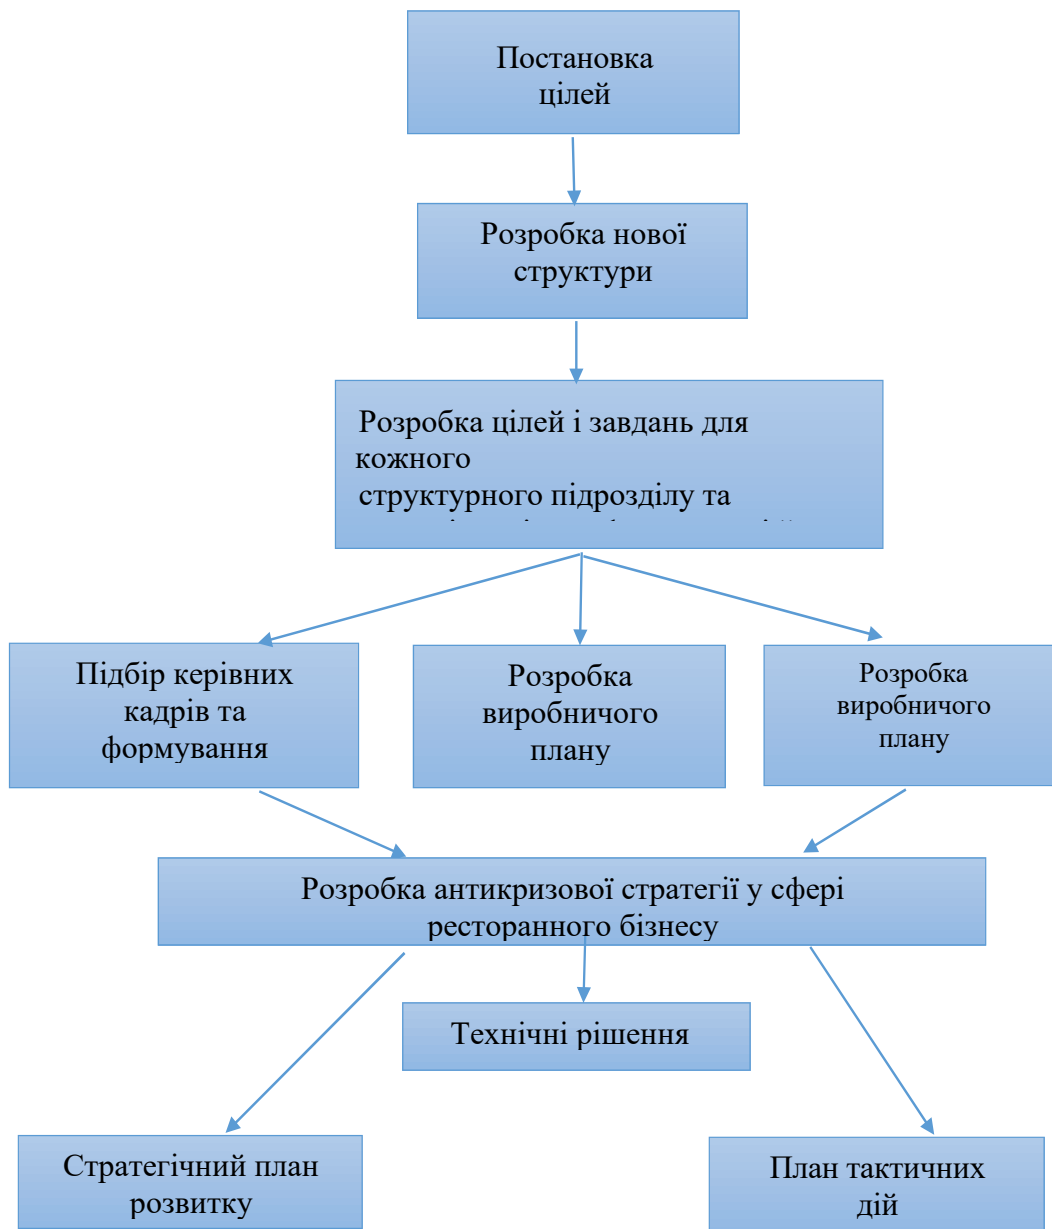 Постановка
цілей
Розробка нової
структури
Розробка цілей і завдань для
кожного
структурного підрозділу та
Підбір керівних
кадрів та
формування
Розробка
виробничого
плану
Розробка
виробничого
плану
Розробка антикризової стратегії у сфері
ресторанного бізнесу
Технічні рішення
Стратегічний план
розвитку
План тактичних
дій